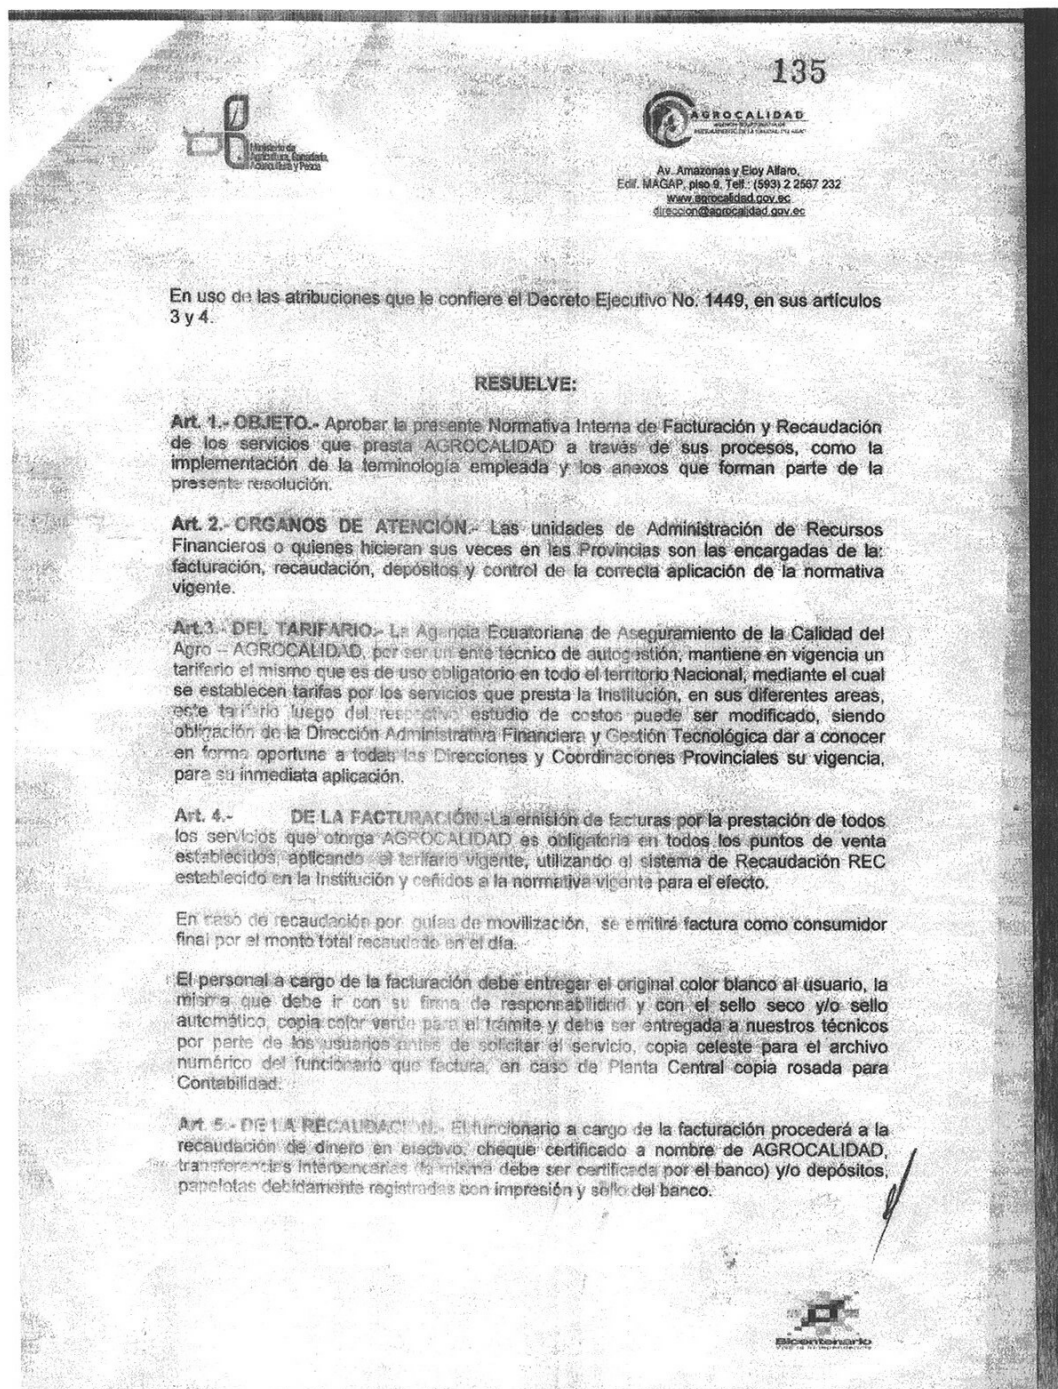 135
Ministerio de
Agricultura, Ganadería,
Acuacultura y Pesca
AGROCALIDAD
AGENCIA ECUATORIANA DE
ASEGURAMIENTO DE LA CALIDAD DEL AGRO
Av. Amazonas y Eloy Alfaro,
Edif. MAGAP, piso 9, Telf.: (593) 2 2567 232
www.agrocalidad.gov.ec
direccion@agrocalidad.gov.ec
En uso de las atribuciones que le confiere el Decreto Ejecutivo No. 1449, en sus artículos
3 y 4.
RESUELVE:
Art. 1.- OBJETO.- Aprobar la presente Normativa Interna de Facturación y Recaudación
de los servicios que presta AGROCALIDAD a través de sus procesos, como la
implementación de la terminología empleada y los anexos que forman parte de la
presente resolución.
Art. 2.- ORGANOS DE ATENCIÓN.- Las unidades de Administración de Recursos
Financieros o quienes hicieran sus veces en las Provincias son las encargadas de la:
facturación, recaudación, depósitos y control de la correcta aplicación de la normativa
vigente.
Art.3.- DEL TARIFARIO.- La Agencia Ecuatoriana de Aseguramiento de la Calidad del
Agro – AGROCALIDAD, por ser un ente técnico de autogestión, mantiene en vigencia un
tarifario el mismo que es de uso obligatorio en todo el territorio Nacional, mediante el cual
se establecen tarifas por los servicios que presta la Institución, en sus diferentes areas,
este tarifario luego del respectivo estudio de costos puede ser modificado, siendo
obligación de la Dirección Administrativa Financiera y Gestión Tecnológica dar a conocer
en forma oportuna a todas las Direcciones y Coordinaciones Provinciales su vigencia,
para su inmediata aplicación.
Art. 4.- DE LA FACTURACIÓN.-La emisión de facturas por la prestación de todos
los servicios que otorga AGROCALIDAD es obligatoria en todos los puntos de venta
establecidos, aplicando el tarifario vigente, utilizando el sistema de Recaudación REC
establecido en la Institución y ceñidos a la normativa vigente para el efecto.
En caso de recaudación por guías de movilización, se emitirá factura como consumidor
final por el monto total recaudado en el día.
El personal a cargo de la facturación debe entregar el original color blanco al usuario, la
misma que debe ir con su firma de responsabilidad y con el sello seco y/o sello
automático, copia color verde para el trámite y debe ser entregada a nuestros técnicos
por parte de los usuarios antes de solicitar el servicio, copia celeste para el archivo
numérico del funcionario que factura, en caso de Planta Central copia rosada para
Contabilidad.
Art. 5.- DE LA RECAUDACION.- El funcionario a cargo de la facturación procederá a la
recaudación de dinero en efectivo, cheque certificado a nombre de AGROCALIDAD,
transferencias interbancarias (la misma debe ser certificada por el banco) y/o depósitos,
papeletas debidamente registradas con impresión y sello del banco.
Bicentenario